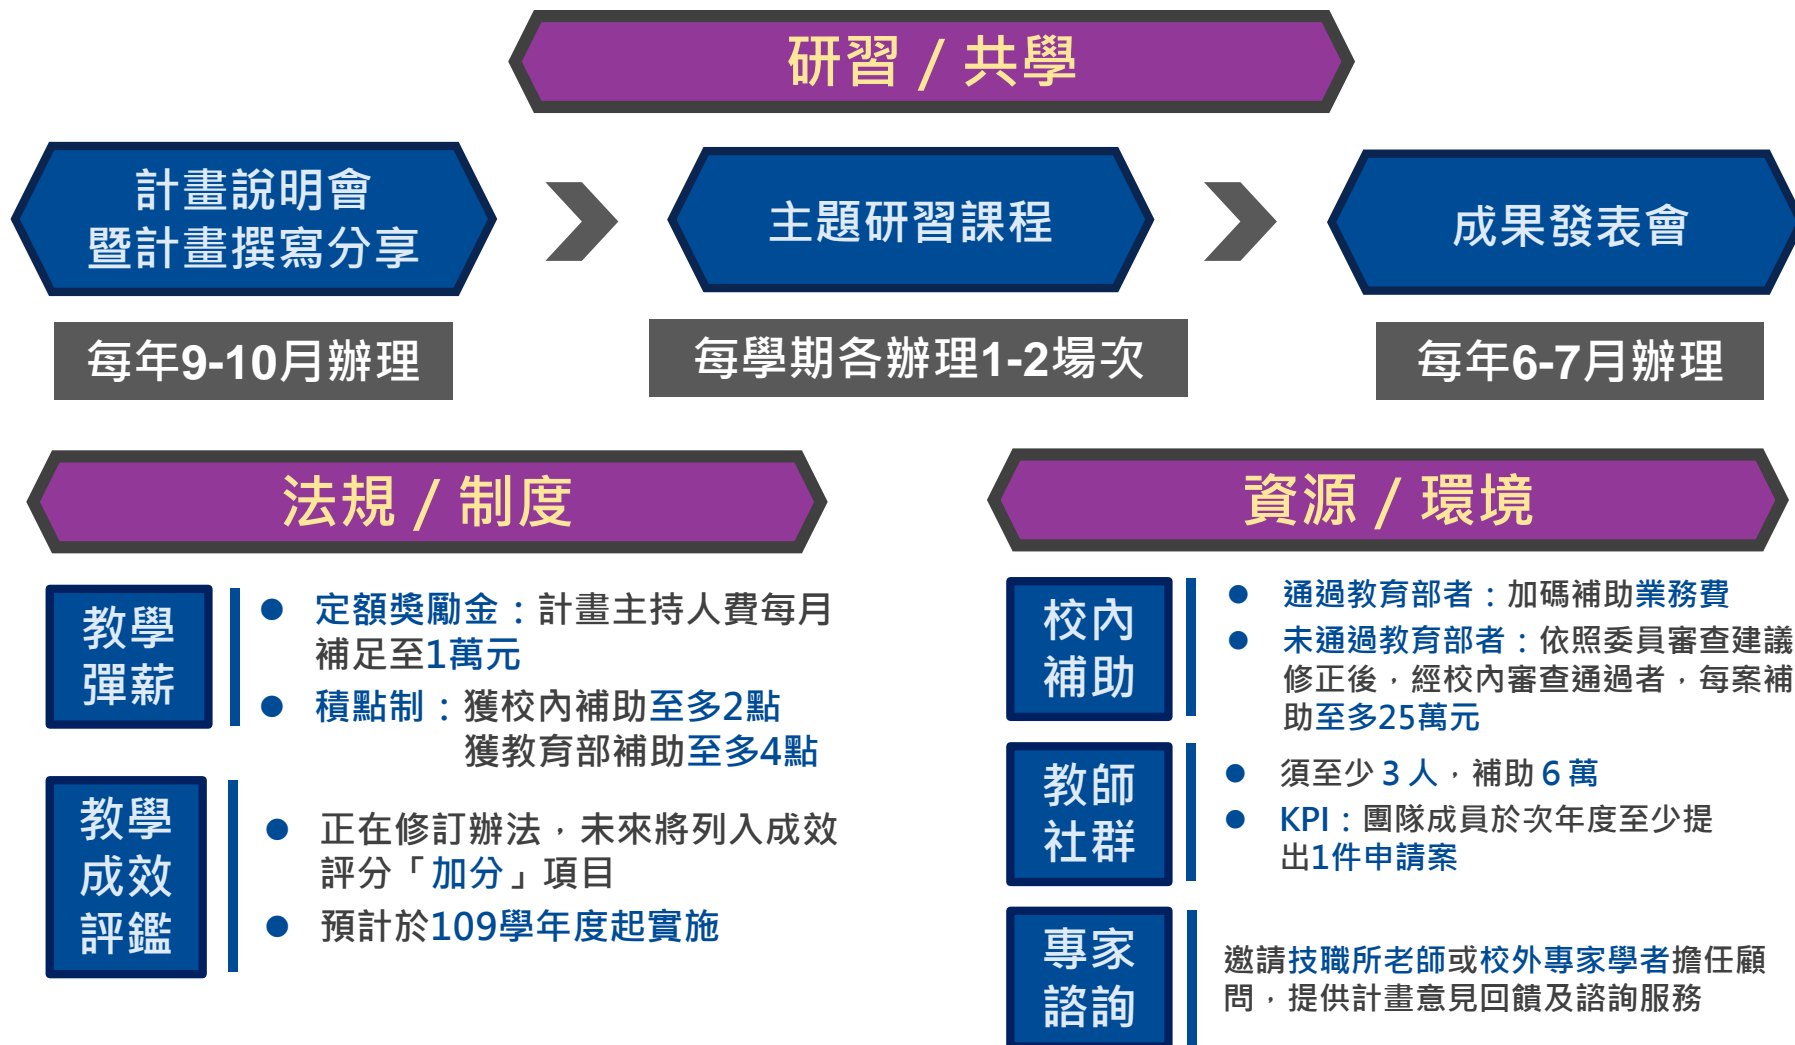 研習 / 共學
計畫說明會
暨計畫撰寫分享
主題研習課程
成果發表會
每年9-10月辦理
每學期各辦理1-2場次
每年6-7月辦理
法規 / 制度
教學
彈薪
● 定額獎勵金：計畫主持人費每月
補足至1萬元
● 積點制：獲校內補助至多2點
獲教育部補助至多4點
教學
成效
評鑑
● 正在修訂辦法，未來將列入成效
評分「加分」項目
● 預計於109學年度起實施
資源 / 環境
校內
補助
● 通過教育部者：加碼補助業務費
● 未通過教育部者：依照委員審查建議
修正後，經校內審查通過者，每案補
助至多25萬元
教師
社群
● 須至少3人，補助6萬
● KPI：團隊成員於次年度至少提
出1件申請案
專家
諮詢
邀請技職所老師或校外專家學者擔任顧
問，提供計畫意見回饋及諮詢服務